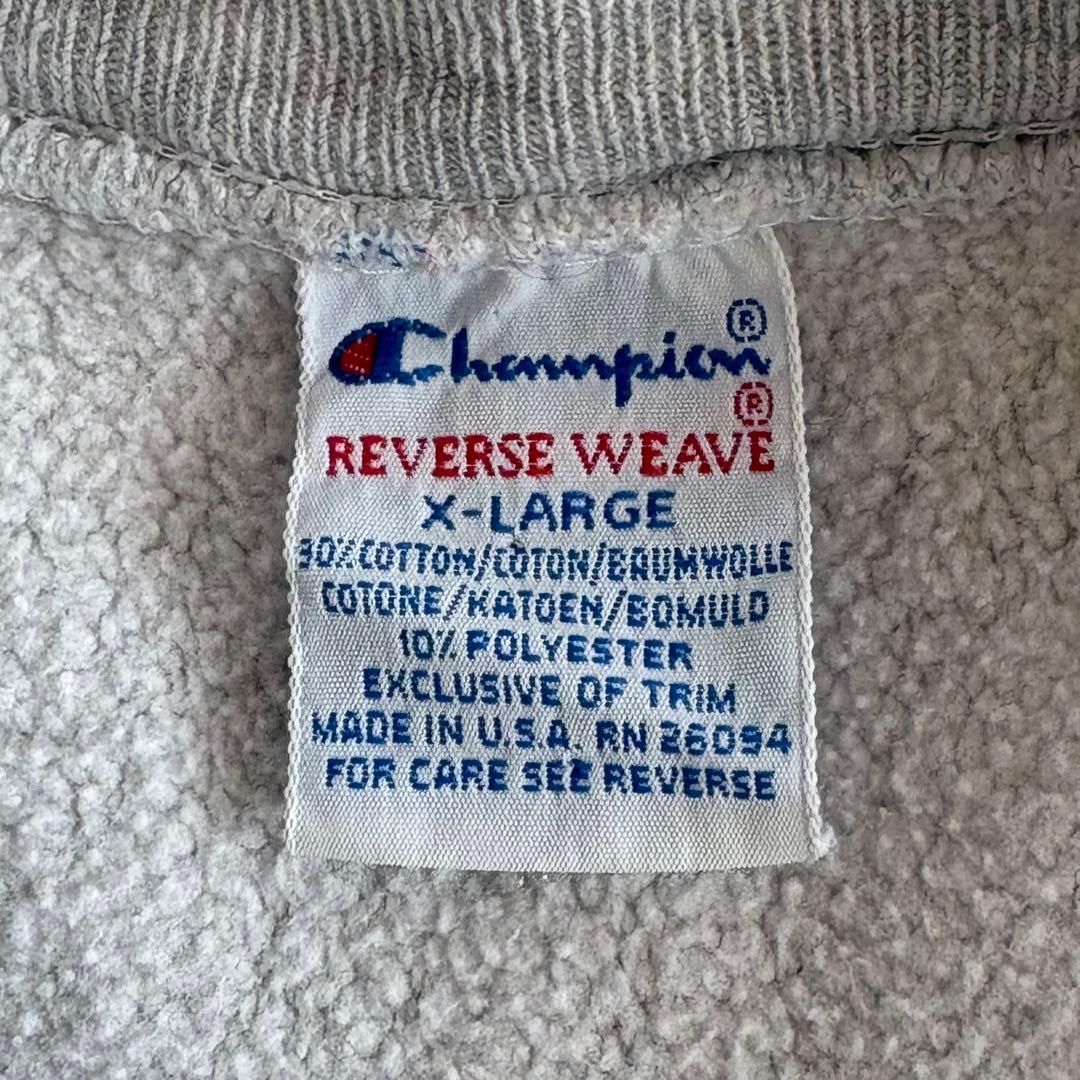 Champion®
REVERSE WEAVE®
X-LARGE
90% COTTON/COTON/BAUMWOLLE
COTONE/KATOEN/BOMULD
10% POLYESTER
EXCLUSIVE OF TRIM
MADE IN U.S.A. RN 26094
FOR CARE SEE REVERSE